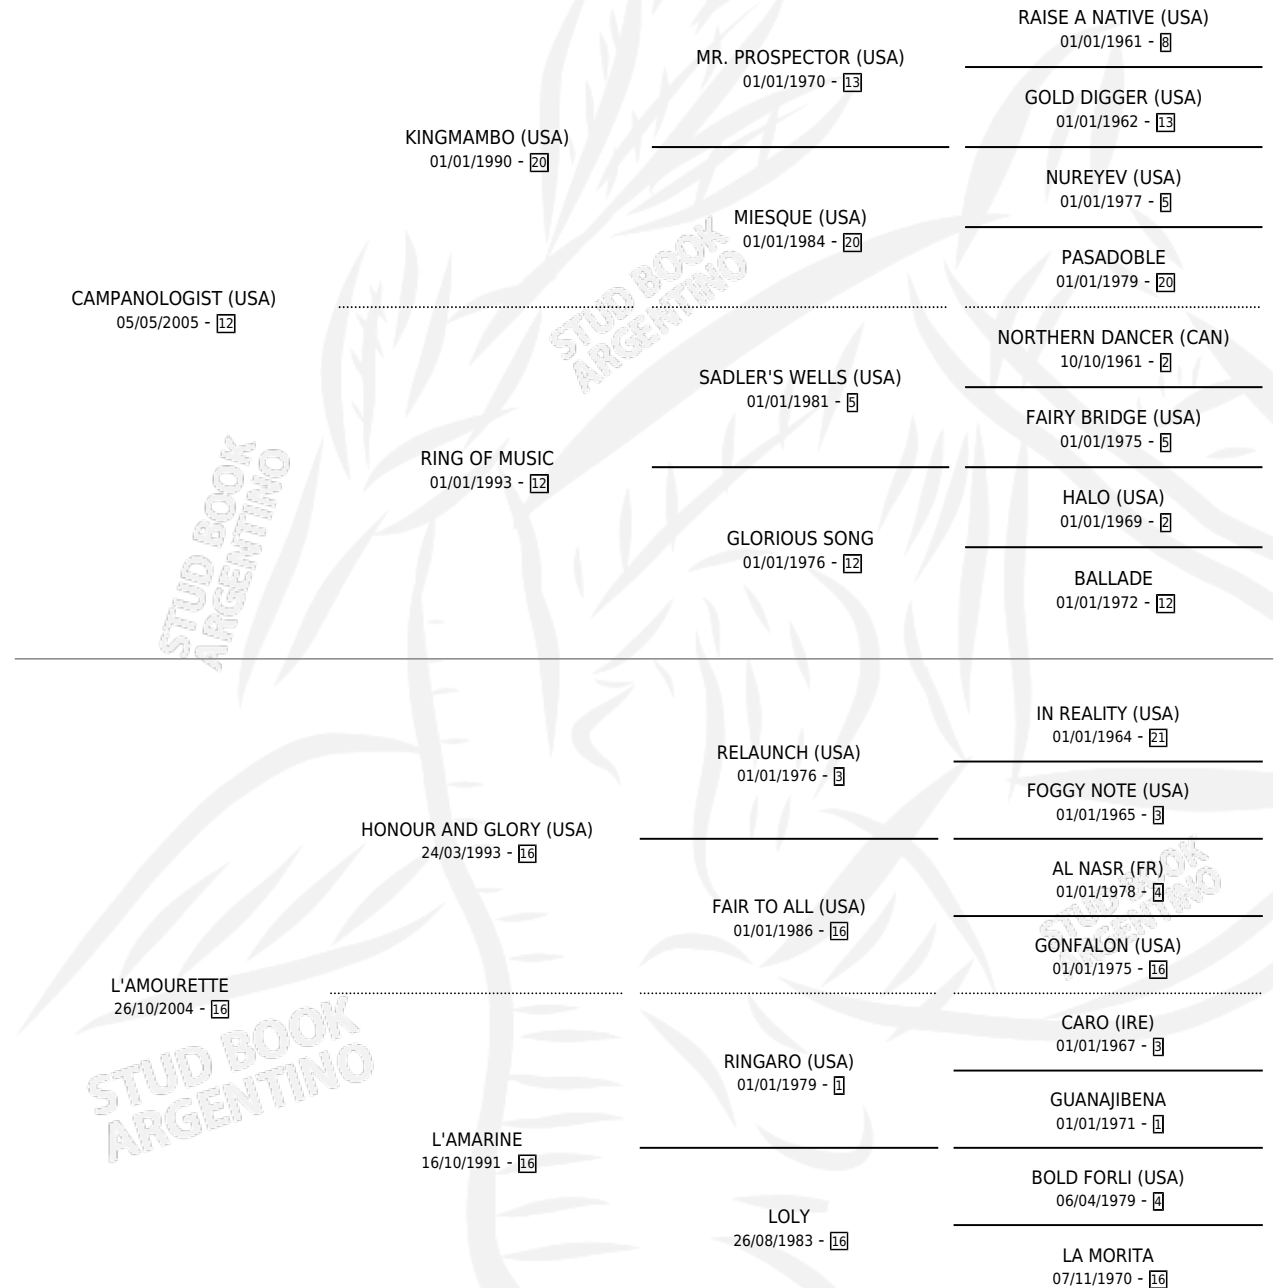 RAISE A NATIVE (USA)
01/01/1961 - 8
MR. PROSPECTOR (USA)
01/01/1970 - 13
GOLD DIGGER (USA)
01/01/1962 - 13
KINGMAMBO (USA)
01/01/1990 - 20
NUREYEV (USA)
01/01/1977 - 5
MIESQUE (USA)
01/01/1984 - 20
PASADOBLE
01/01/1979 - 20
CAMPANOLOGIST (USA)
05/05/2005 - 12
NORTHERN DANCER (CAN)
10/10/1961 - 2
SADLER'S WELLS (USA)
01/01/1981 - 5
FAIRY BRIDGE (USA)
01/01/1975 - 5
RING OF MUSIC
01/01/1993 - 12
HALO (USA)
01/01/1969 - 2
GLORIOUS SONG
01/01/1976 - 12
BALLADE
01/01/1972 - 12
STUD BOOK
ARGENTINO
STUD BOOK
ARGENTINO
IN REALITY (USA)
01/01/1964 - 21
RELAUNCH (USA)
01/01/1976 - 3
FOGGY NOTE (USA)
01/01/1965 - 3
HONOUR AND GLORY (USA)
24/03/1993 - 16
AL NASR (FR)
01/01/1978 - 4
FAIR TO ALL (USA)
01/01/1986 - 16
GONFALON (USA)
01/01/1975 - 16
L'AMOURETTE
26/10/2004 - 16
CARO (IRE)
01/01/1967 - 3
RINGARO (USA)
01/01/1979 - 1
GUANAJIBENA
01/01/1971 - 1
L'AMARINE
16/10/1991 - 16
BOLD FORLI (USA)
06/04/1979 - 4
LOLY
26/08/1983 - 16
LA MORITA
07/11/1970 - 16
STUD BOOK
ARGENTINO
STUD BOOK
ARGENTINO